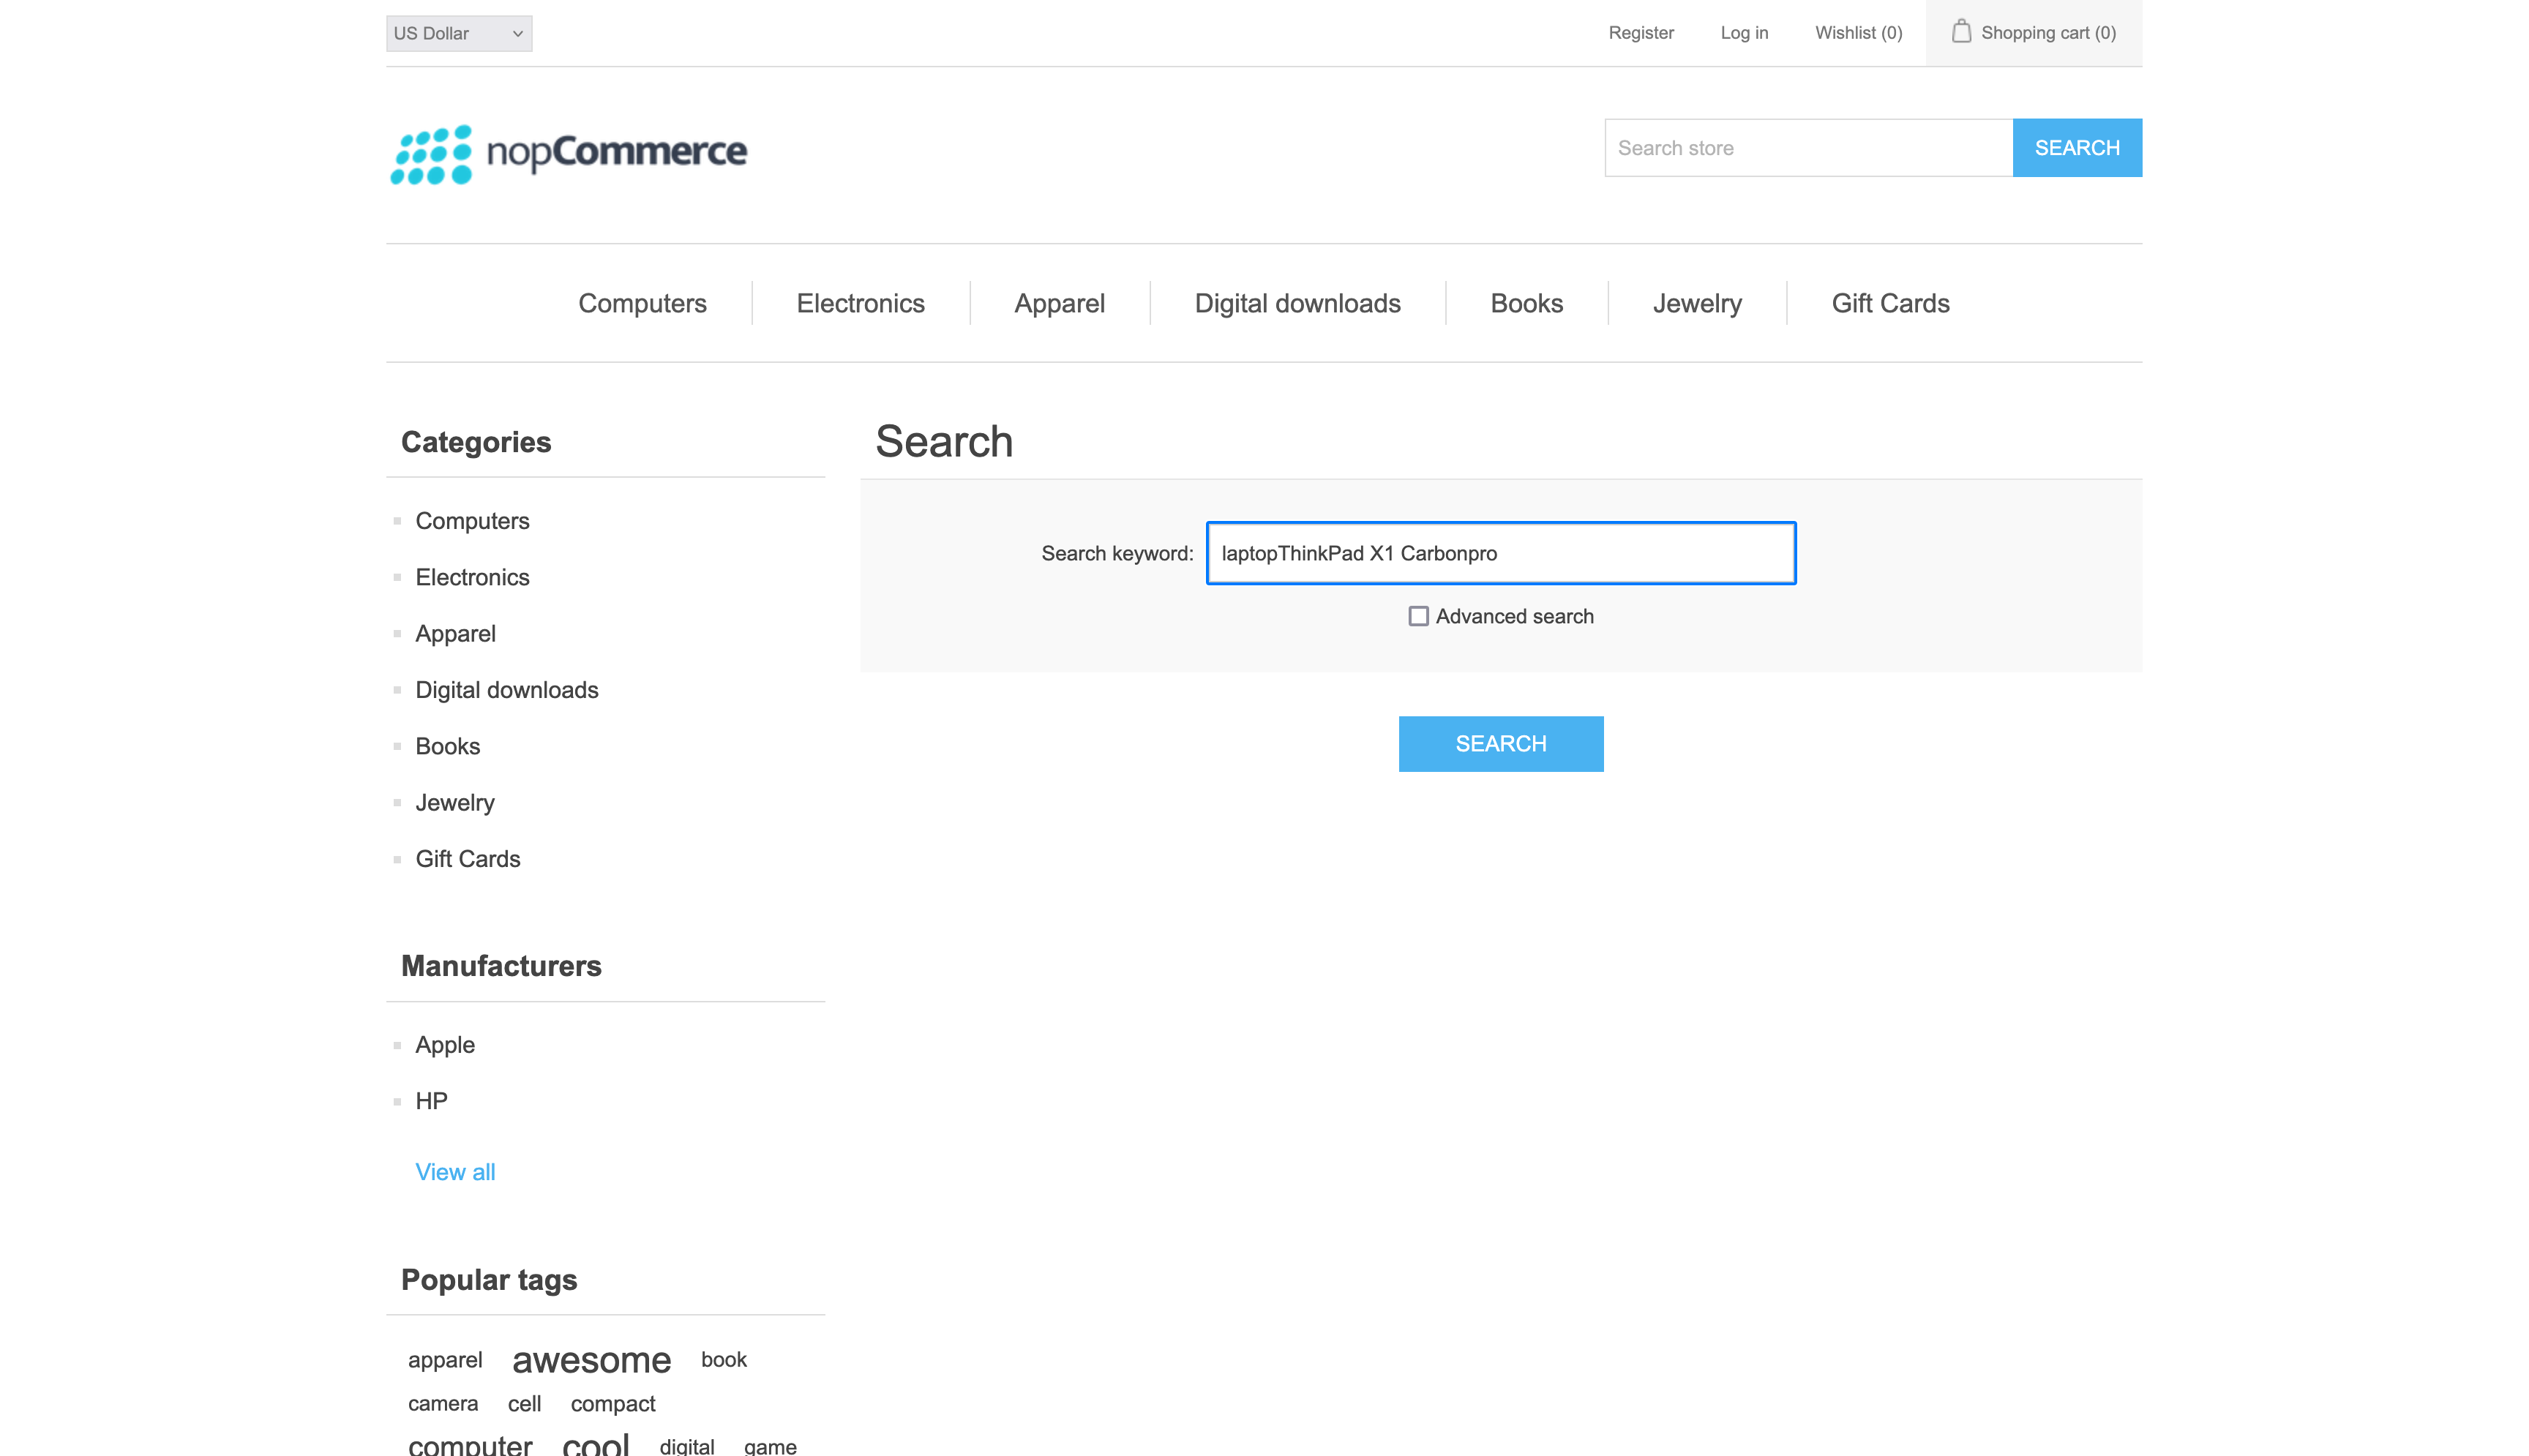 US Dollar
Register
Log in
Wishlist (0)
Shopping cart (0)
nopCommerce
Search store
SEARCH
Computers
Electronics
Apparel
Digital downloads
Books
Jewelry
Gift Cards
Categories
Computers
Electronics
Apparel
Digital downloads
Books
Jewelry
Gift Cards
Manufacturers
Apple
HP
View all
Popular tags
apparel awesome book
camera cell compact
computer cool digital game
Search
Search keyword: laptopThinkPad X1 Carbonpro
Advanced search
SEARCH